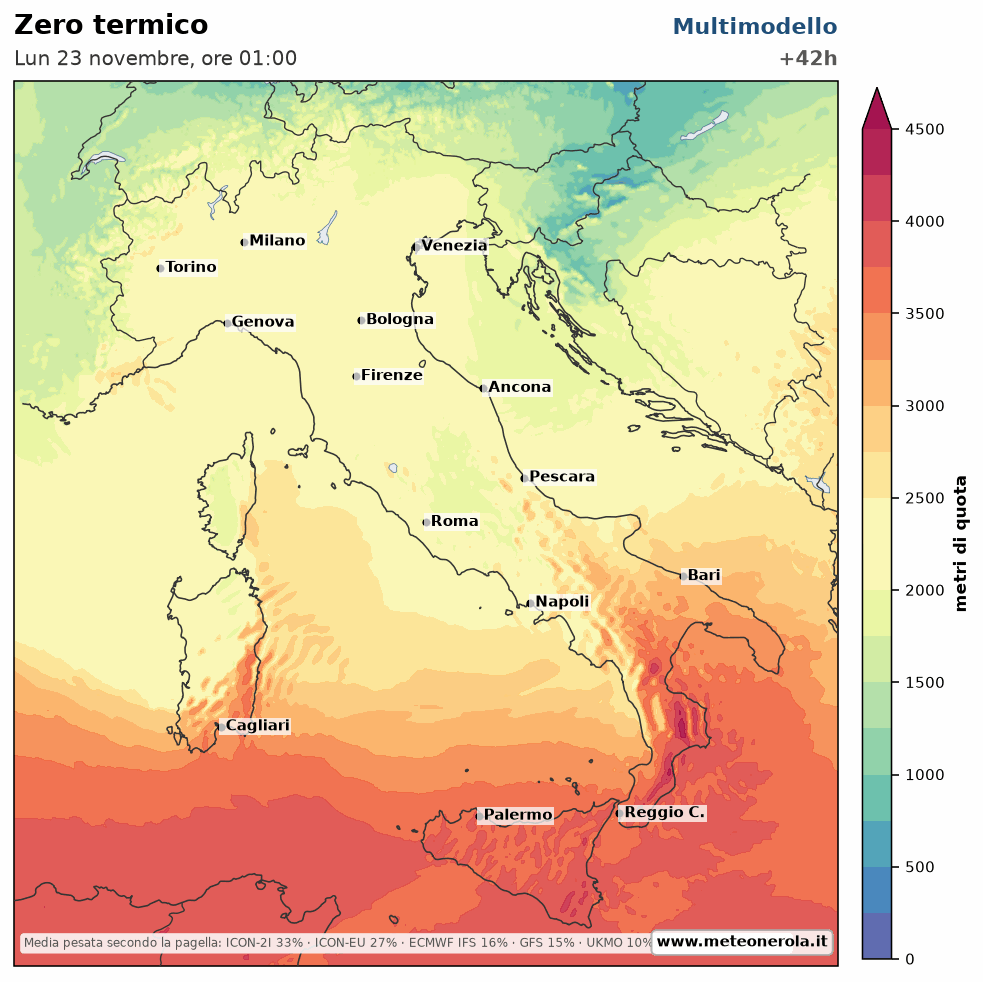 Zero termico
Multimodello
Lun 23 novembre, ore 01:00
+42h
Milano
Venezia
Torino
Genova
Bologna
Firenze
Ancona
Pescara
Roma
Bari
Napoli
Cagliari
Palermo
Reggio C.
4500
4000
3500
3000
2500
2000
1500
1000
500
0
metri di quota
Media pesata secondo la pagella: ICON-2I 33% · ICON-EU 27% · ECMWF IFS 16% · GFS 15% · UKMO 10%
www.meteonerola.it